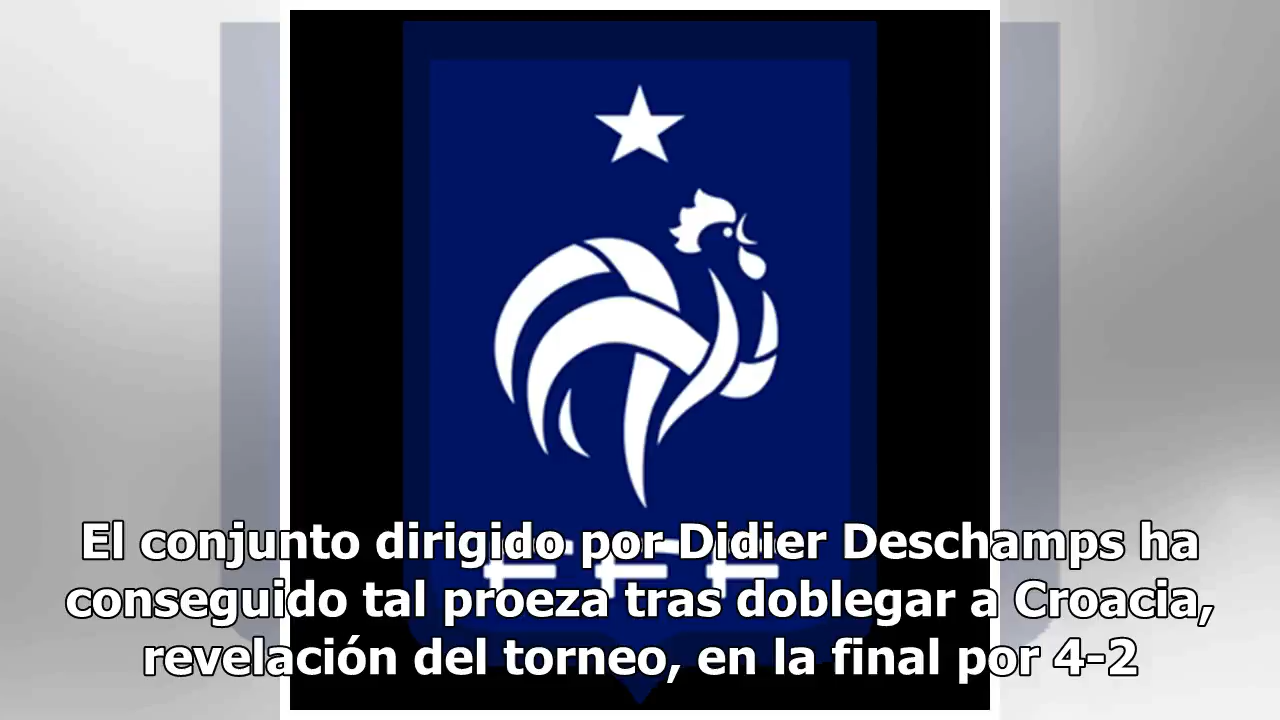 El conjunto dirigido por Didier Deschamps ha
conseguido tal proeza tras doblegar a Croacia,
revelación del torneo, en la final por 4-2